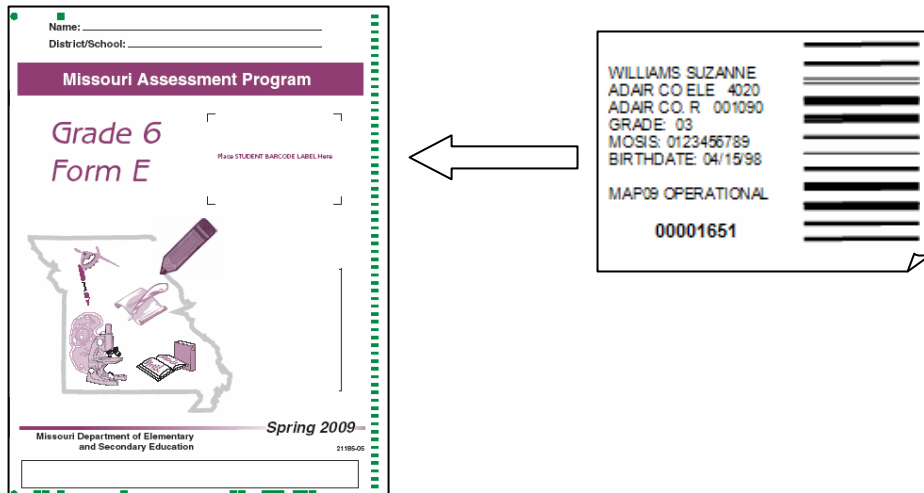 Name:
District/School:
Missouri Assessment Program
Grade 6
Form E
Place STUDENT BARCODE LABEL Here
Spring 2009
Missouri Department of Elementary
and Secondary Education
21185-05
WILLIAMS SUZANNE
ADAIR CO ELE 4020
ADAIR CO. R 001090
GRADE: 03
MOSIS: 0123456789
BIRTHDATE: 04/15/98
MAP09 OPERATIONAL
00001651